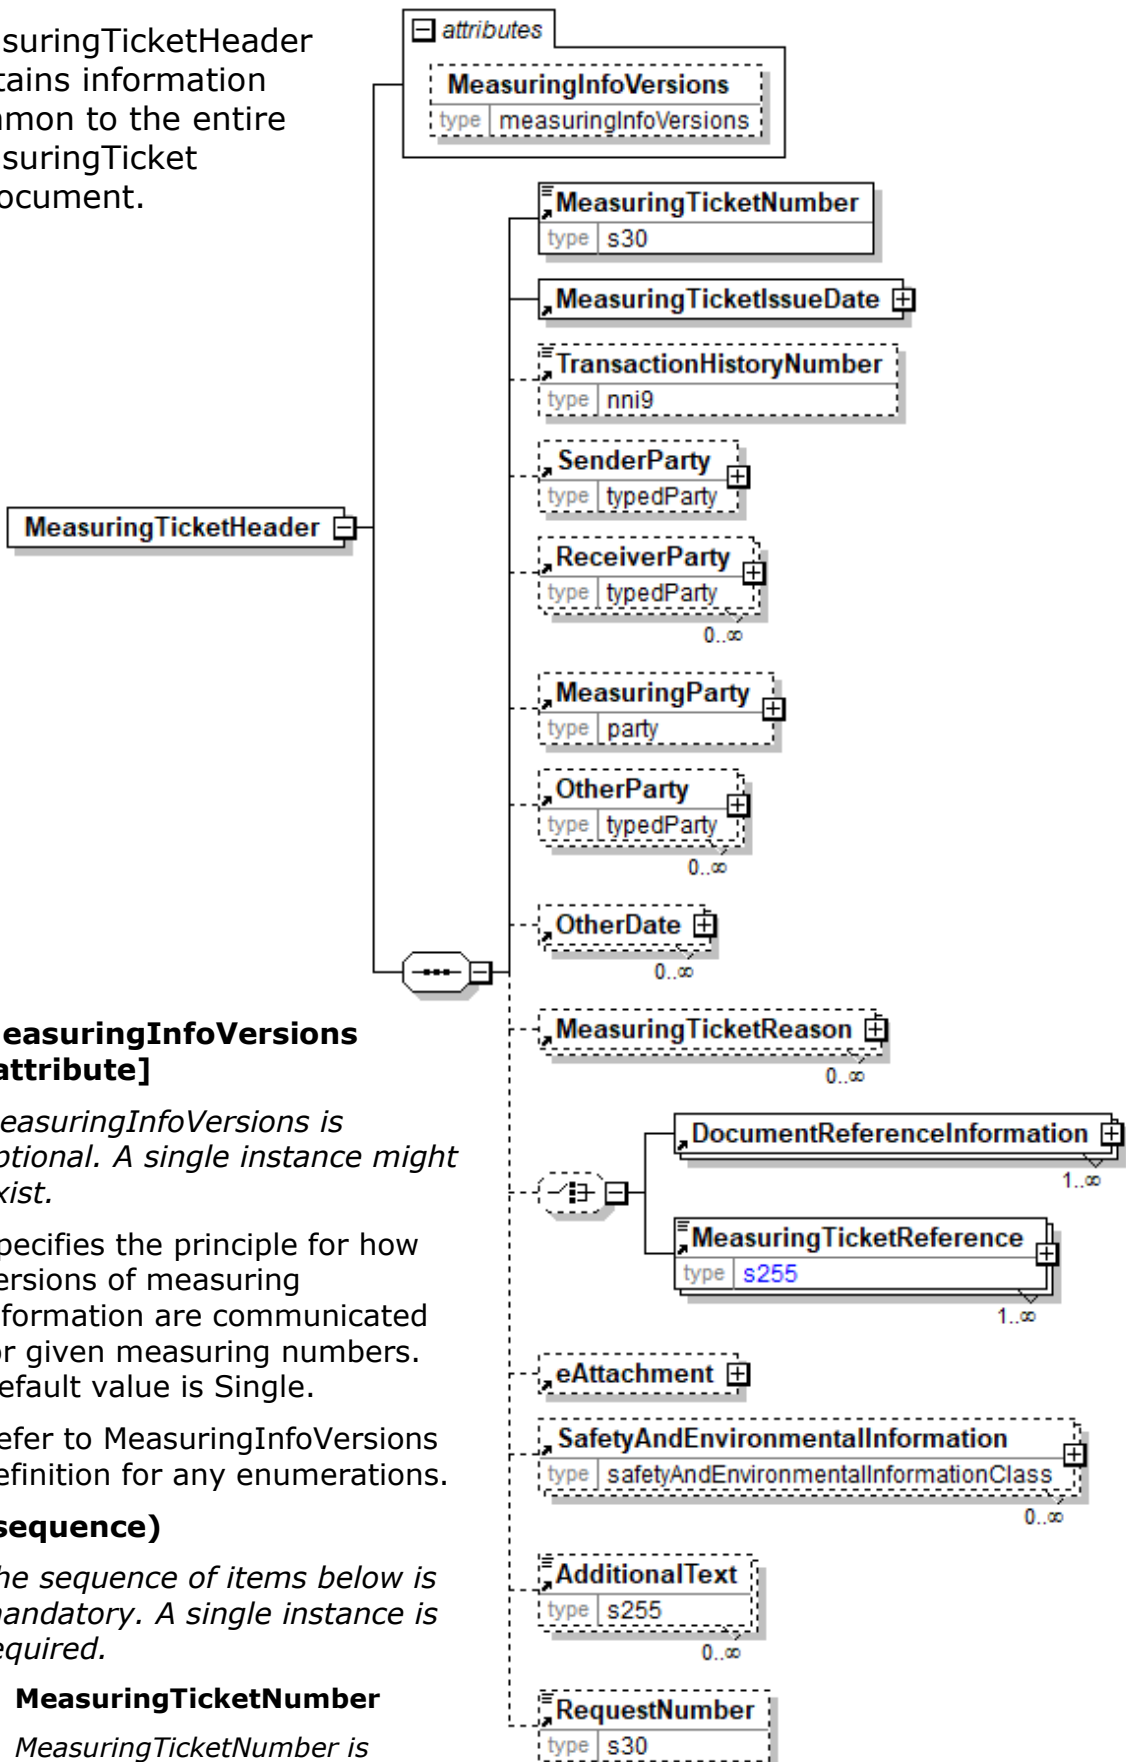 suringTicketHeader
tains information
mon to the entire
suringTicket
ocument.
attributes
MeasuringInfoVersions
type measuringInfoVersions
MeasuringTicketNumber
type s30
MeasuringTicketIssueDate
TransactionHistoryNumber
type nni9
SenderParty
type typedParty
MeasuringTicketHeader
ReceiverParty
type typedParty
0..∞
MeasuringParty
type party
OtherParty
type typedParty
0..∞
OtherDate
0..∞
MeasuringTicketReason
0..∞
DocumentReferenceInformation
1..∞
MeasuringTicketReference
type s255
1..∞
eAttachment
SafetyAndEnvironmentalInformation
type safetyAndEnvironmentalInformationClass
0..∞
AdditionalText
type s255
0..∞
RequestNumber
type s30
easuringInfoVersions
attribute]
easuringInfoVersions is
ptional. A single instance might
xist.
pecifies the principle for how
ersions of measuring
nformation are communicated
or given measuring numbers.
efault value is Single.
efer to MeasuringInfoVersions
efinition for any enumerations.
sequence)
he sequence of items below is
mandatory. A single instance is
equired.
MeasuringTicketNumber
MeasuringTicketNumber is